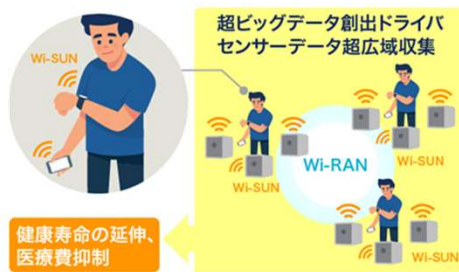 Wi-SUN
超ビッグデータ創出ドライバ
センサーデータ超広域収集
Wi-SUN
Wi-RAN
Wi-SUN
Wi-SUN
健康寿命の延伸、
医療費抑制